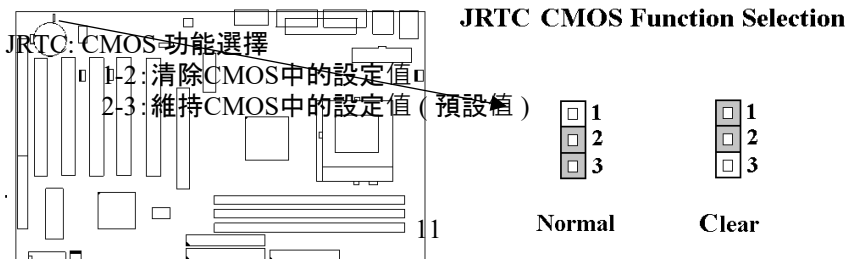 JRTC CMOS Function Selection
JRTC: CMOS 功能選擇
1-2 : 清除CMOS中的設定值
2-3 : 維持CMOS中的設定值 ( 預設值 )
1 1
2 2
3 3
Normal Clear
11